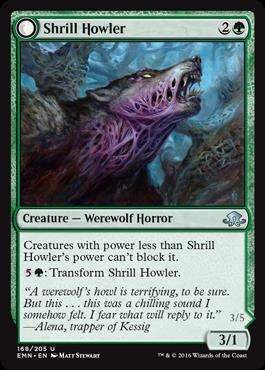 Shrill Howler 2
Creature — Werewolf Horror
Creatures with power less than Shrill
Howler's power can't block it.
5: Transform Shrill Howler.
"A werewolf's howl is terrifying, to be sure.
But this . . . this was a chilling sound I
somehow felt. I fear what will reply to it."
—Alena, trapper of Kessig
3/5
3/1
168/205 U
EMN • EN Matt Stewart
™ & © 2016 Wizards of the Coast